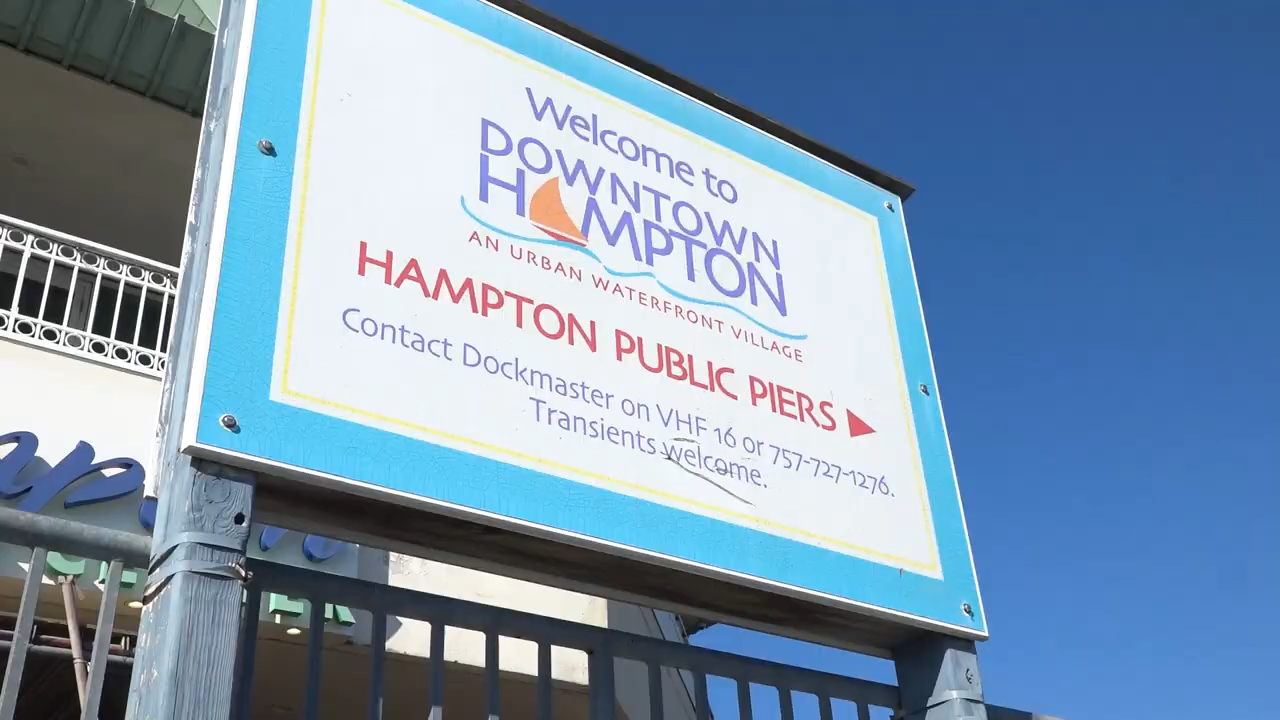 Welcome to
DOWNTOWN
HAMPTON
AN URBAN WATERFRONT VILLAGE
HAMPTON PUBLIC PIERS
Contact Dockmaster on VHF 16 or 757-727-1276.
Transients welcome.